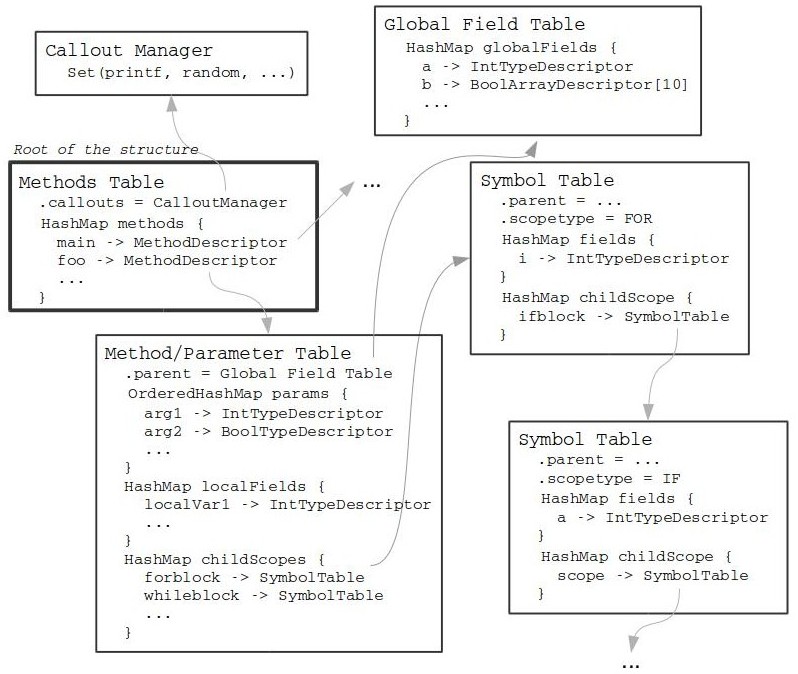 Callout Manager
Set(printf, random, ...)
Global Field Table
HashMap globalFields {
a -> IntTypeDescriptor
b -> BoolArrayDescriptor[10]
...
}
Root of the structure
Methods Table
.callouts = CalloutManager
HashMap methods {
main -> MethodDescriptor
foo -> MethodDescriptor
...
}
...
Symbol Table
.parent = ...
.scopetype = FOR
HashMap fields {
i -> IntTypeDescriptor
}
HashMap childScope {
ifblock -> SymbolTable
}
Method/Parameter Table
.parent = Global Field Table
OrderedHashMap params {
arg1 -> IntTypeDescriptor
arg2 -> BoolTypeDescriptor
...
}
HashMap localFields {
localVar1 -> IntTypeDescriptor
...
}
HashMap childScopes {
forblock -> SymbolTable
whileblock -> SymbolTable
...
}
Symbol Table
.parent = ...
.scopetype = IF
HashMap fields {
a -> IntTypeDescriptor
}
HashMap childScope {
scope -> SymbolTable
}
...